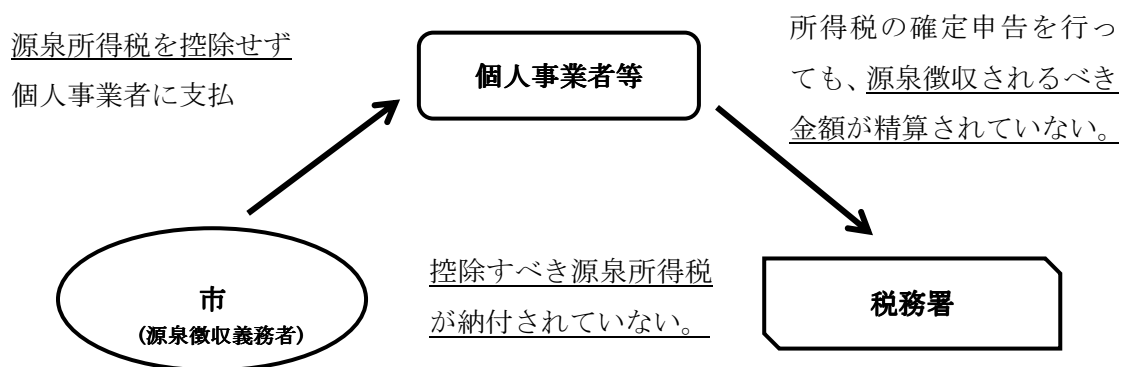 源泉所得税を控除せず
個人事業者に支払
個人事業者等
所得税の確定申告を行っ
ても、源泉徴収されるべき
金額が精算されていない。
市
(源泉徴収義務者)
控除すべき源泉所得税
が納付されていない。
税務署